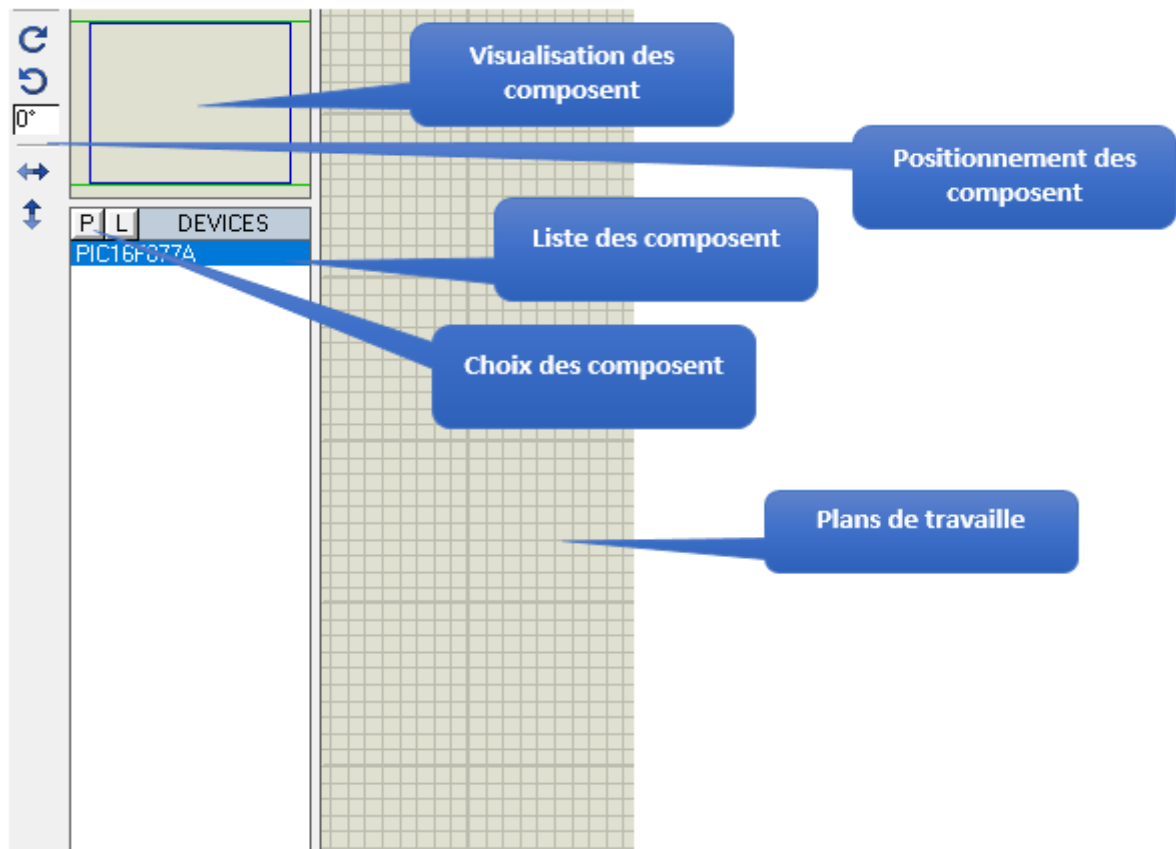 Visualisation des
composent
0°
Positionnement des
composent
P L DEVICES
Liste des composent
PIC16F877A
Choix des composent
Plans de travaille